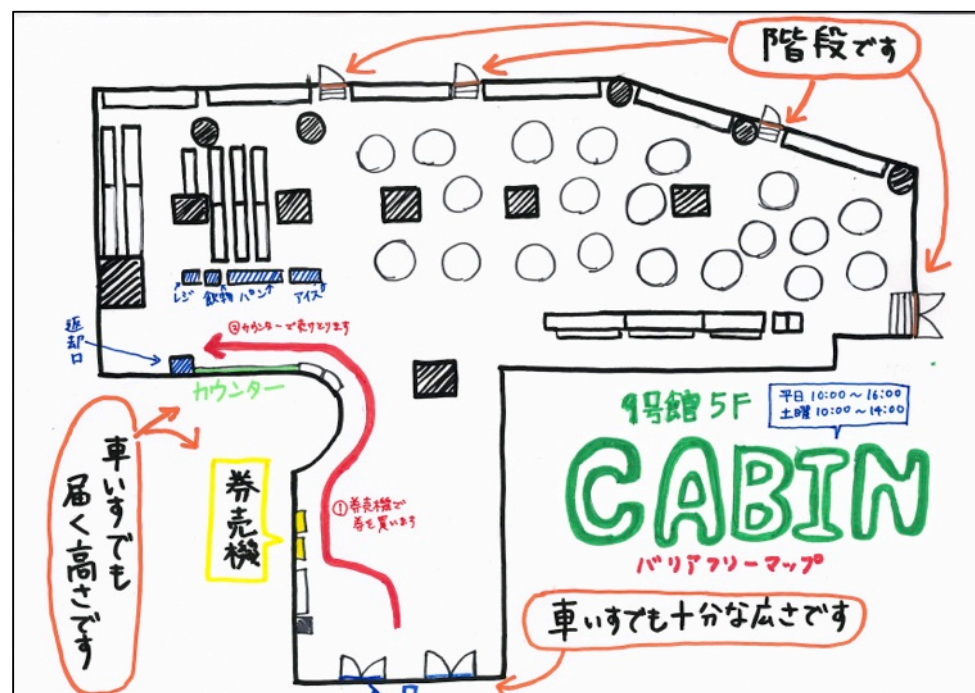 階段です
レジ
飲物
パン
アイス
返却口
②カウンターで受けとります
カウンター
9号館 5F
平日 10:00～16:00
土曜 10:00～14:00
CABIN
バリアフリーマップ
車いすでも
届く高さです
券売機
①券売機で
券を買います
車いすでも十分な広さです